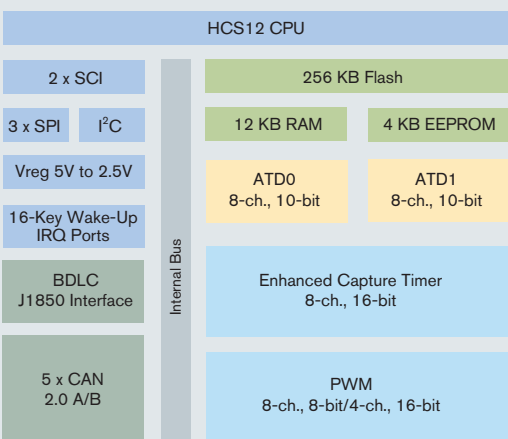 HCS12 CPU
2 x SCI
3 x SPI
I²C
Vreg 5V to 2.5V
16-Key Wake-Up
IRQ Ports
BDLC
J1850 Interface
5 x CAN
2.0 A/B
Internal Bus
256 KB Flash
12 KB RAM
4 KB EEPROM
ATD0
8-ch., 10-bit
ATD1
8-ch., 10-bit
Enhanced Capture Timer
8-ch., 16-bit
PWM
8-ch., 8-bit/4-ch., 16-bit